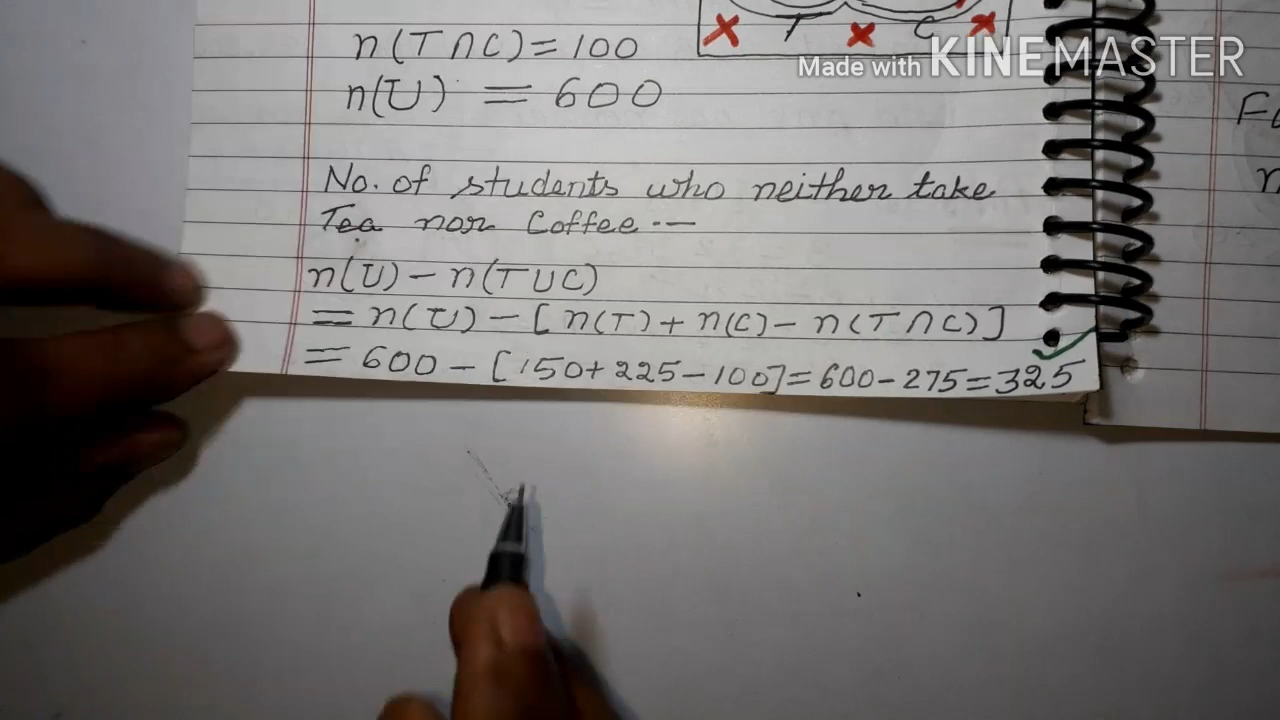 T C
n(T∩C)=100
Made with KINEMASTER
n(U) = 600
No. of students who neither take
Tea nor Coffee :-
n(U) - n(T∪C)
= n(U) - [n(T) + n(C) - n(T∩C)]
= 600 - [150+225-100] = 600-275 = 325